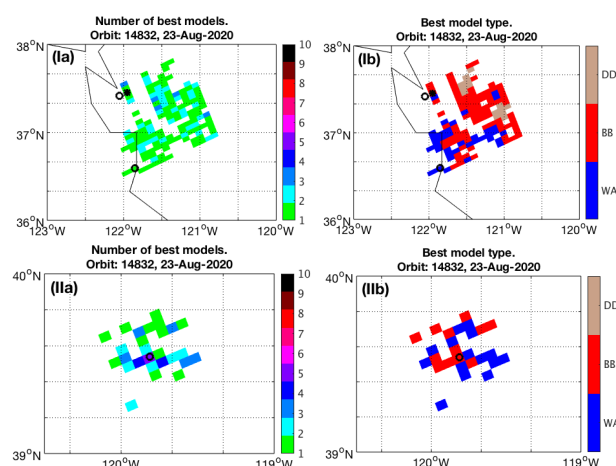 Number of best models.
Orbit: 14832, 23-Aug-2020
(Ia)
38°N
37°N
36°N
123°W
122°W
121°W
120°W
10
9
8
7
6
5
4
3
2
1
Best model type.
Orbit: 14832, 23-Aug-2020
(Ib)
38°N
37°N
36°N
123°W
122°W
121°W
120°W
DD
BB
WA
Number of best models.
Orbit: 14832, 23-Aug-2020
(IIa)
40°N
39°N
120°W
119°W
10
9
8
7
6
5
4
3
2
1
Best model type.
Orbit: 14832, 23-Aug-2020
(IIb)
40°N
39°N
120°W
119°W
DD
BB
WA